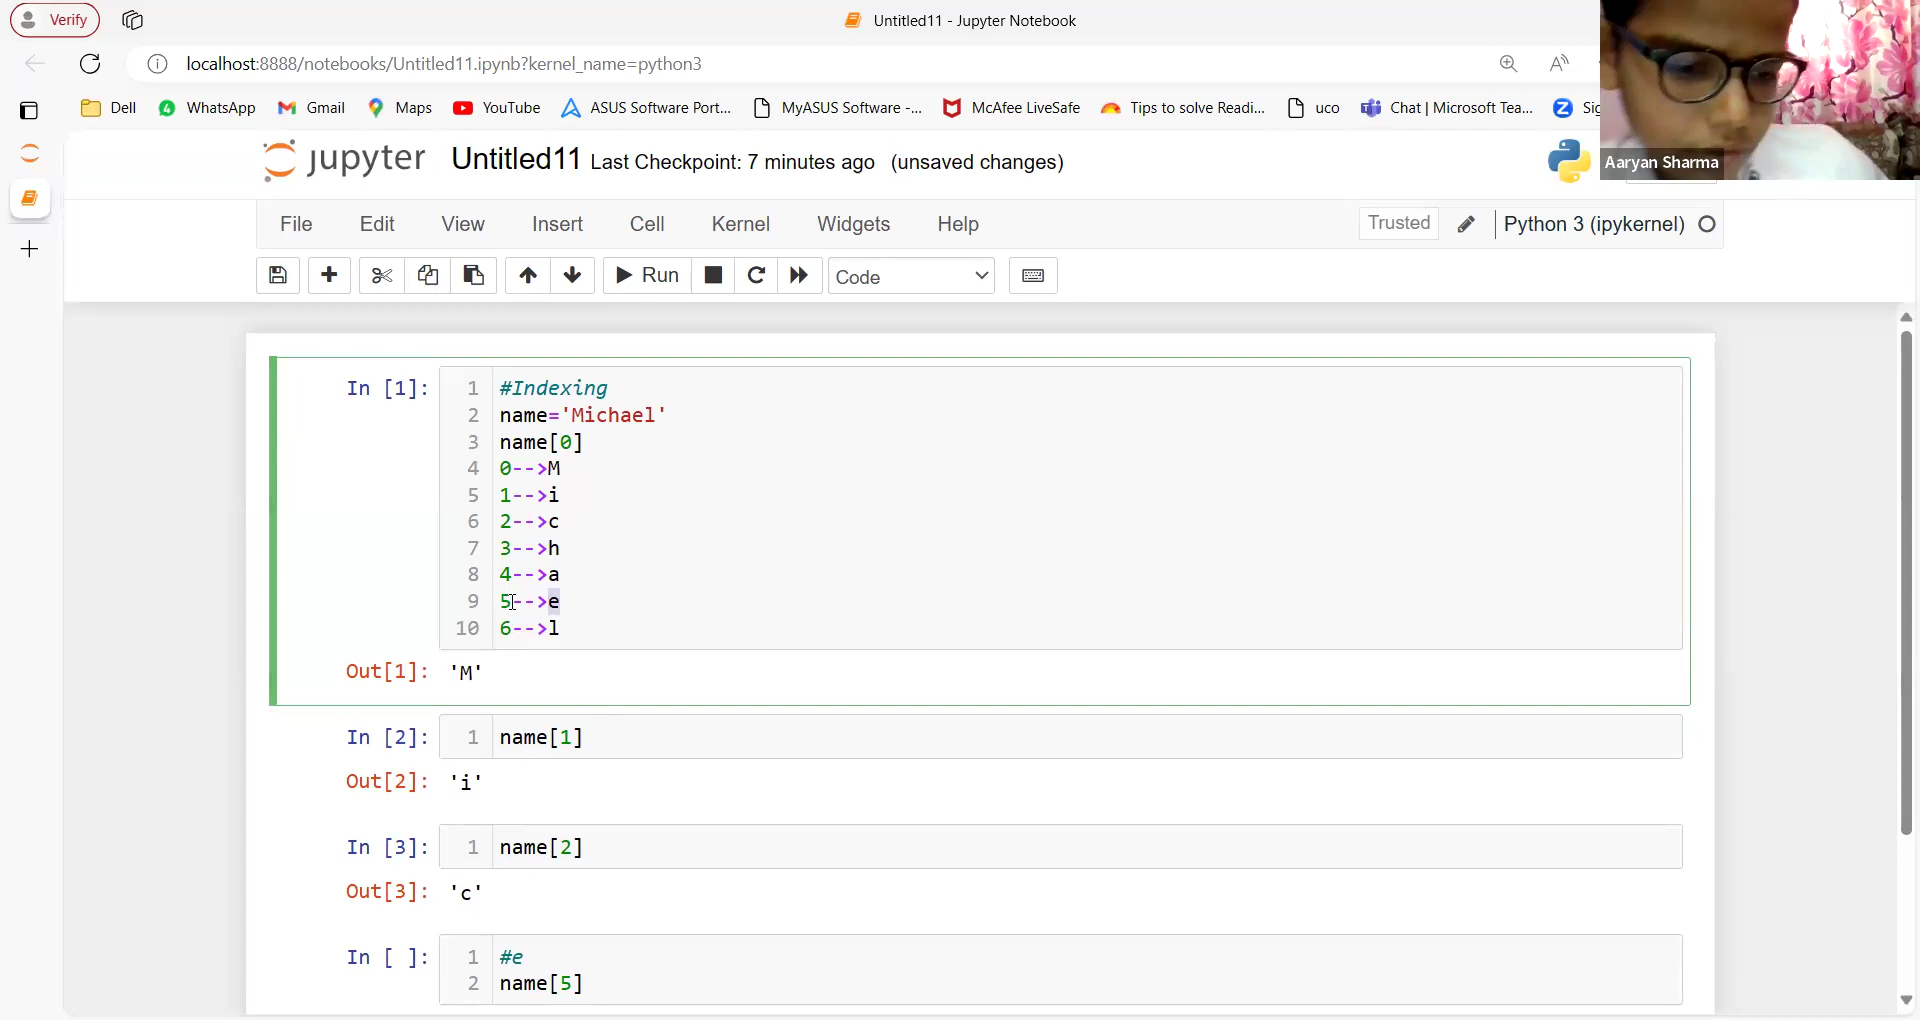 Verify
Untitled11 - Jupyter Notebook
localhost:8888/notebooks/Untitled11.ipynb?kernel_name=python3
Dell WhatsApp Gmail Maps YouTube ASUS Software Port... MyASUS Software -... McAfee LiveSafe Tips to solve Readi... uco Chat | Microsoft Tea... Z
Aaryan Sharma
jupyter Untitled11 Last Checkpoint: 7 minutes ago (unsaved changes)
File Edit View Insert Cell Kernel Widgets Help Trusted Python 3 (ipykernel)
Run Code
In [1]: 1 #Indexing
2 name='Michael'
3 name[0]
4 0-->M
5 1-->i
6 2-->c
7 3-->h
8 4-->a
9 5-->e
10 6-->l
Out[1]: 'M'
In [2]: 1 name[1]
Out[2]: 'i'
In [3]: 1 name[2]
Out[3]: 'c'
In [ ]: 1 #e
2 name[5]